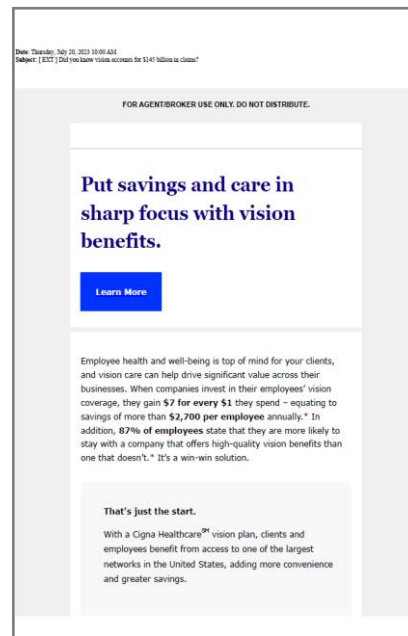 Date: Thursday, July 20, 2023 10:00 AM
Subject: [ EXT ] Did you know vision accounts for $145 billion in claims?
FOR AGENT/BROKER USE ONLY. DO NOT DISTRIBUTE.
Put savings and care in
sharp focus with vision
benefits.
Learn More
Employee health and well-being is top of mind for your clients,
and vision care can help drive significant value across their
businesses. When companies invest in their employees’ vision
coverage, they gain $7 for every $1 they spend – equating to
savings of more than $2,700 per employee annually.* In
addition, 87% of employees state that they are more likely to
stay with a company that offers high-quality vision benefits than
one that doesn’t.* It’s a win-win solution.
That’s just the start.
With a Cigna Healthcare℠ vision plan, clients and
employees benefit from access to one of the largest
networks in the United States, adding more convenience
and greater savings.